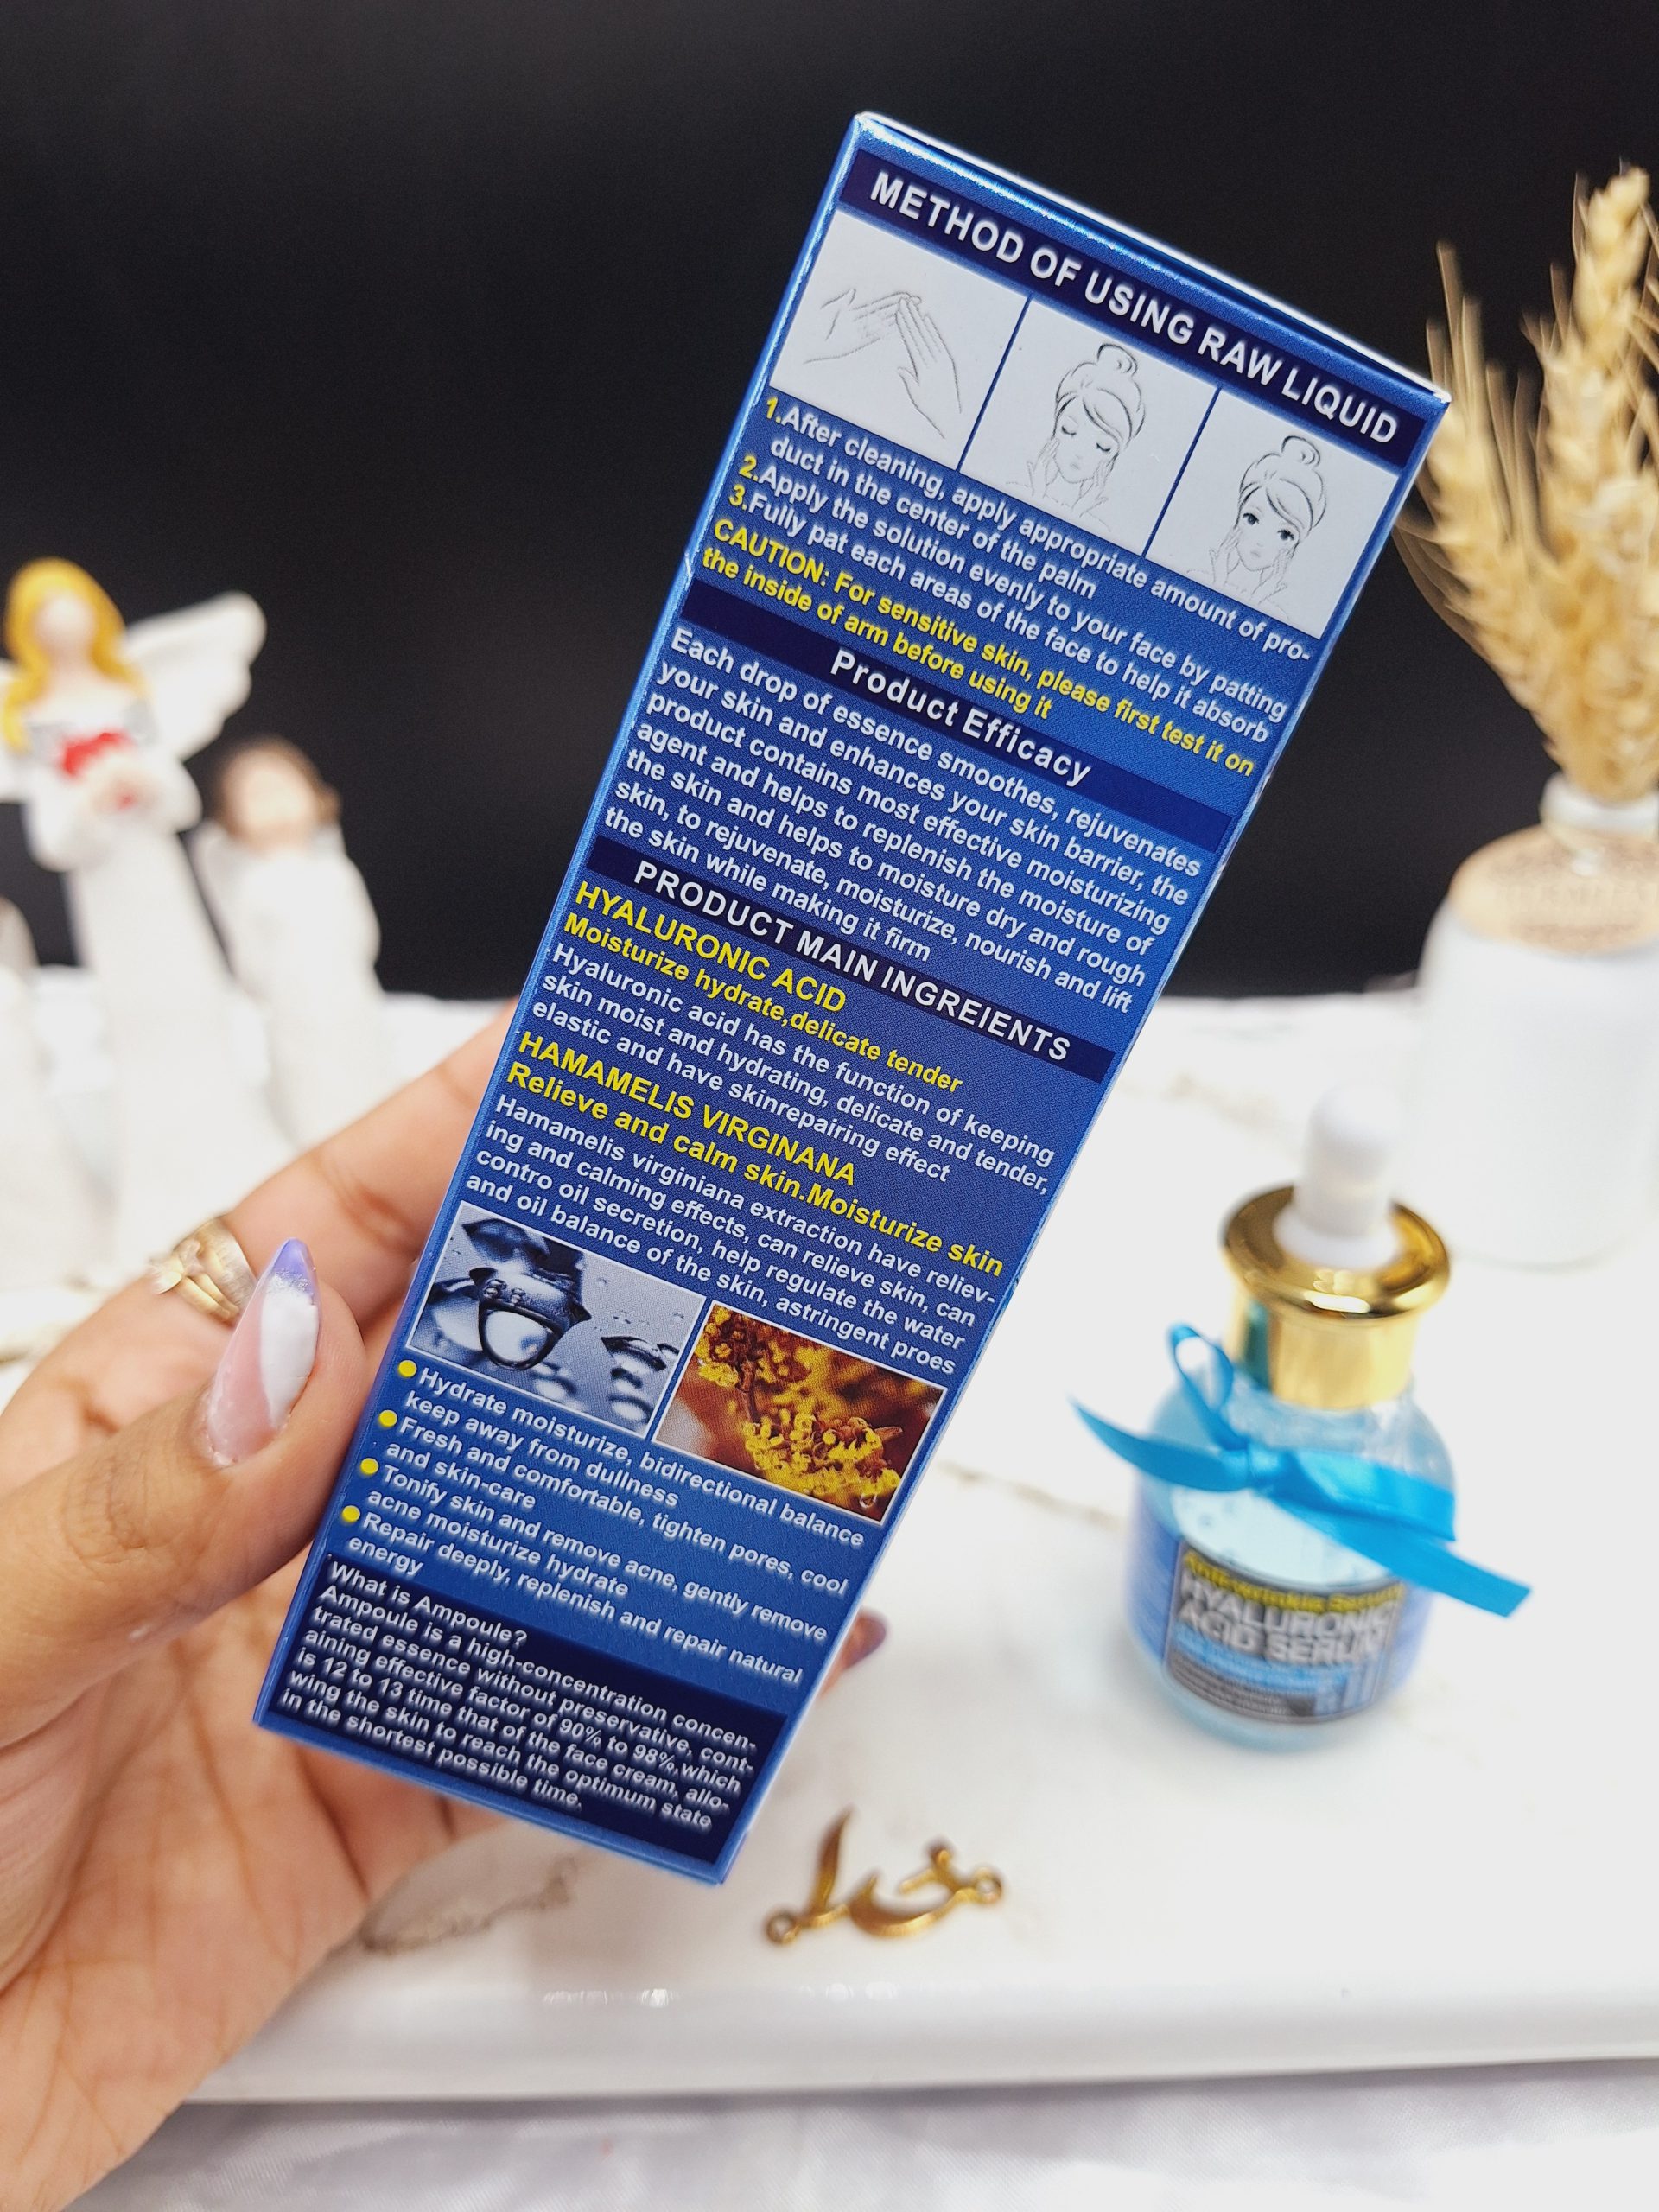 METHOD OF USING RAW LIQUID
1.After cleaning, apply appropriate amount of pro-
duct in the center of the palm
2.Apply the solution evenly to your face by patting
3.Fully pat each areas of the face to help it absorb
CAUTION: For sensitive skin, please first test it on
the inside of arm before using it
Product Efficacy
Each drop of essence smoothes, rejuvenates
your skin and enhances your skin barrier, the
product contains most effective moisturizing
agent and helps to replenish the moisture of
the skin and helps to moisture dry and rough
skin, to rejuvenate, moisturize, nourish and lift
the skin while making it firm
PRODUCT MAIN INGREIENTS
HYALURONIC ACID
Moisturize hydrate,delicate tender
Hyaluronic acid has the function of keeping
skin moist and hydrating, delicate and tender,
elastic and have skinrepairing effect
HAMAMELIS VIRGINANA
Relieve and calm skin.Moisturize skin
Hamamelis virginiana extraction have reliev-
ing and calming effects, can relieve skin, can
contro oil secretion, help regulate the water
and oil balance of the skin, astringent proes
Hydrate moisturize, bidirectional balance
keep away from dullness
Fresh and comfortable, tighten pores, cool
and skin-care
Tonify skin and remove acne, gently remove
acne moisturize hydrate
Repair deeply, replenish and repair natural
energy
What is Ampoule?
Ampoule is a high-concentration concen-
trated essence without preservative, cont-
aining effective factor of 90% to 98%,which
is 12 to 13 time that of the face cream, allo-
wing the skin to reach the optimum state
in the shortest possible time.
Anti-wrinkle Serum
HYALURONIC
ACID SERUM